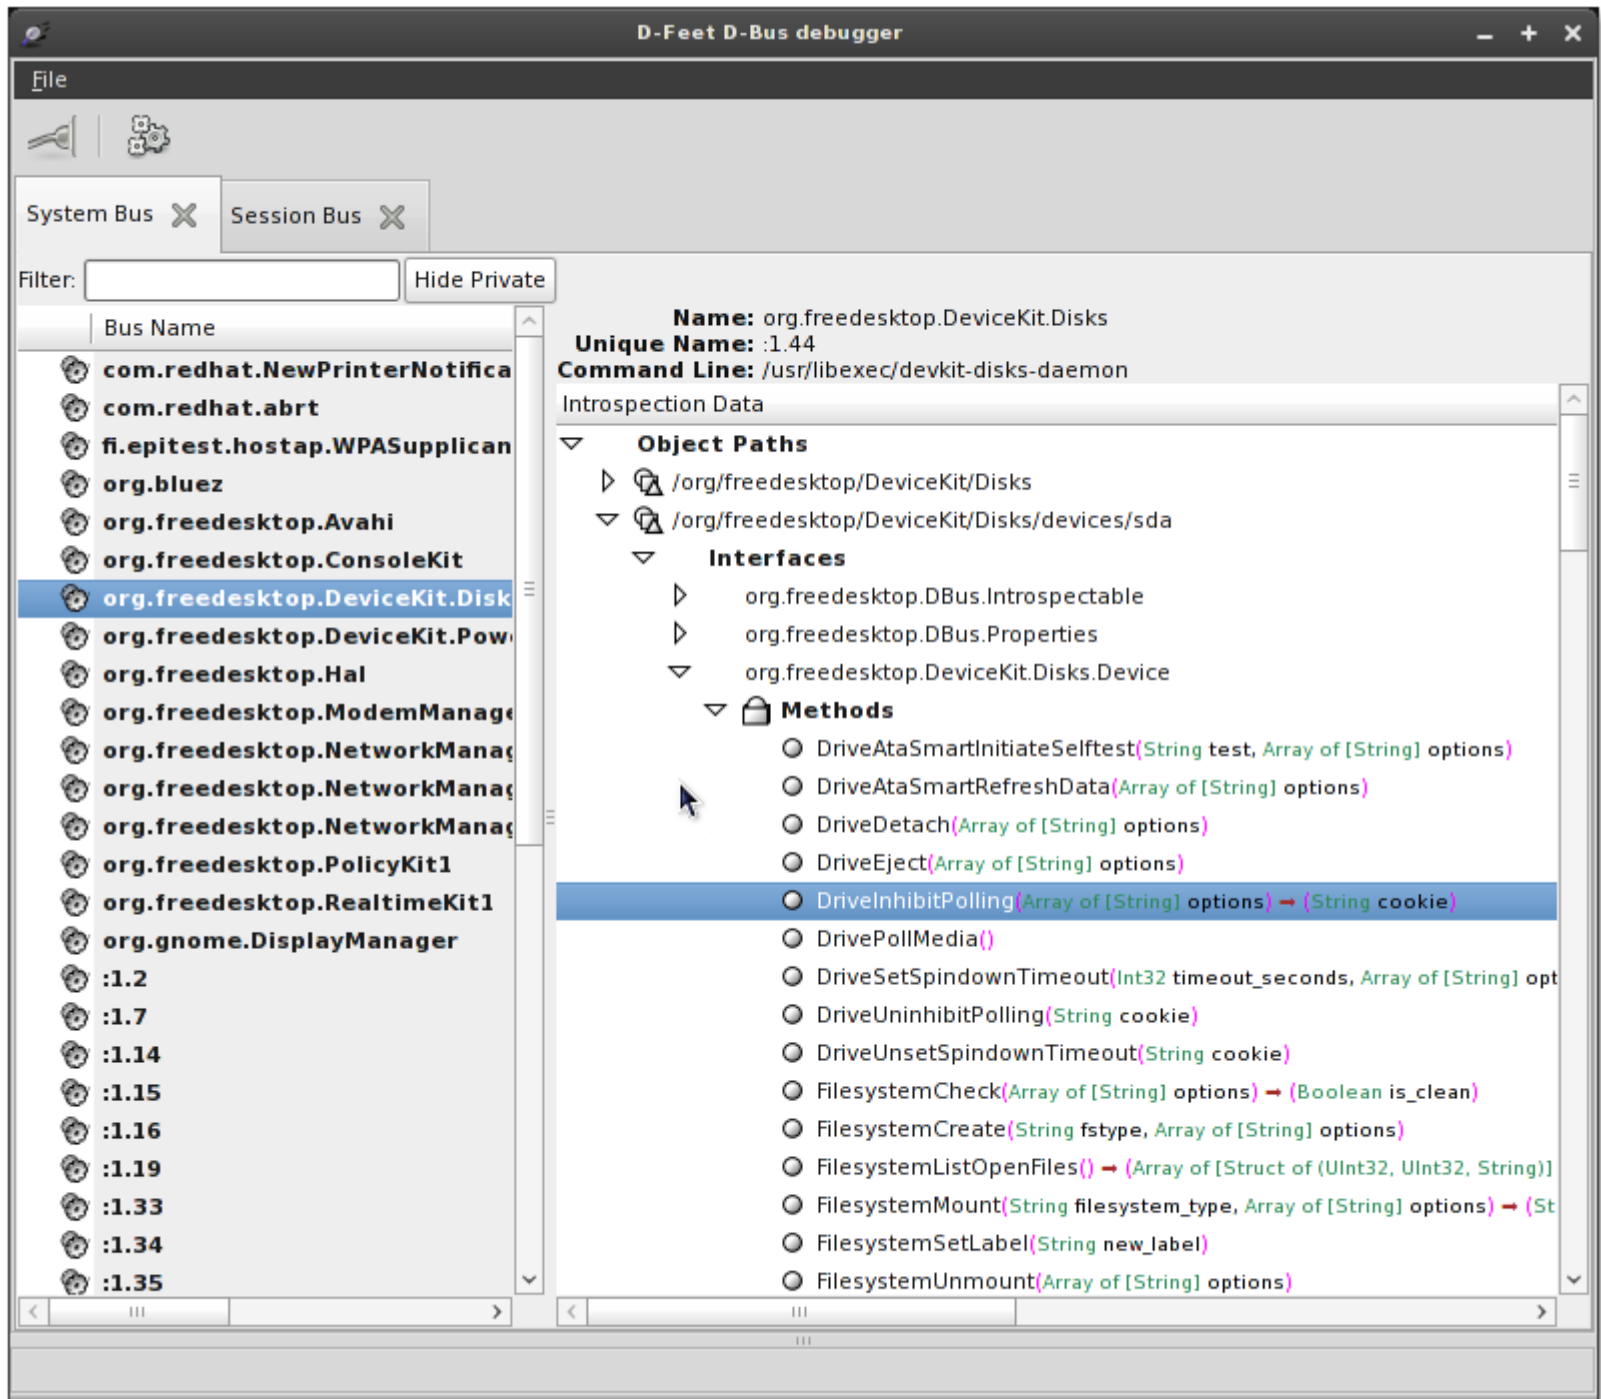 D-Feet D-Bus debugger
File
System Bus
Session Bus
Filter:
Hide Private
Bus Name
com.redhat.NewPrinterNotifica
com.redhat.abrt
fi.epitest.hostap.WPASupplican
org.bluez
org.freedesktop.Avahi
org.freedesktop.ConsoleKit
org.freedesktop.DeviceKit.Disk
org.freedesktop.DeviceKit.Pow
org.freedesktop.Hal
org.freedesktop.ModemManage
org.freedesktop.NetworkManag
org.freedesktop.NetworkManag
org.freedesktop.NetworkManag
org.freedesktop.PolicyKit1
org.freedesktop.RealtimeKit1
org.gnome.DisplayManager
:1.2
:1.7
:1.14
:1.15
:1.16
:1.19
:1.33
:1.34
:1.35
Name: org.freedesktop.DeviceKit.Disks
Unique Name: :1.44
Command Line: /usr/libexec/devkit-disks-daemon
Introspection Data
Object Paths
/org/freedesktop/DeviceKit/Disks
/org/freedesktop/DeviceKit/Disks/devices/sda
Interfaces
org.freedesktop.DBus.Introspectable
org.freedesktop.DBus.Properties
org.freedesktop.DeviceKit.Disks.Device
Methods
DriveAtaSmartInitiateSelftest(String test, Array of [String] options)
DriveAtaSmartRefreshData(Array of [String] options)
DriveDetach(Array of [String] options)
DriveEject(Array of [String] options)
DriveInhibitPolling(Array of [String] options) → (String cookie)
DrivePollMedia()
DriveSetSpindownTimeout(Int32 timeout_seconds, Array of [String] opt
DriveUninhibitPolling(String cookie)
DriveUnsetSpindownTimeout(String cookie)
FilesystemCheck(Array of [String] options) → (Boolean is_clean)
FilesystemCreate(String fstype, Array of [String] options)
FilesystemListOpenFiles() → (Array of [Struct of (UInt32, UInt32, String)]
FilesystemMount(String filesystem_type, Array of [String] options) → (St
FilesystemSetLabel(String new_label)
FilesystemUnmount(Array of [String] options)